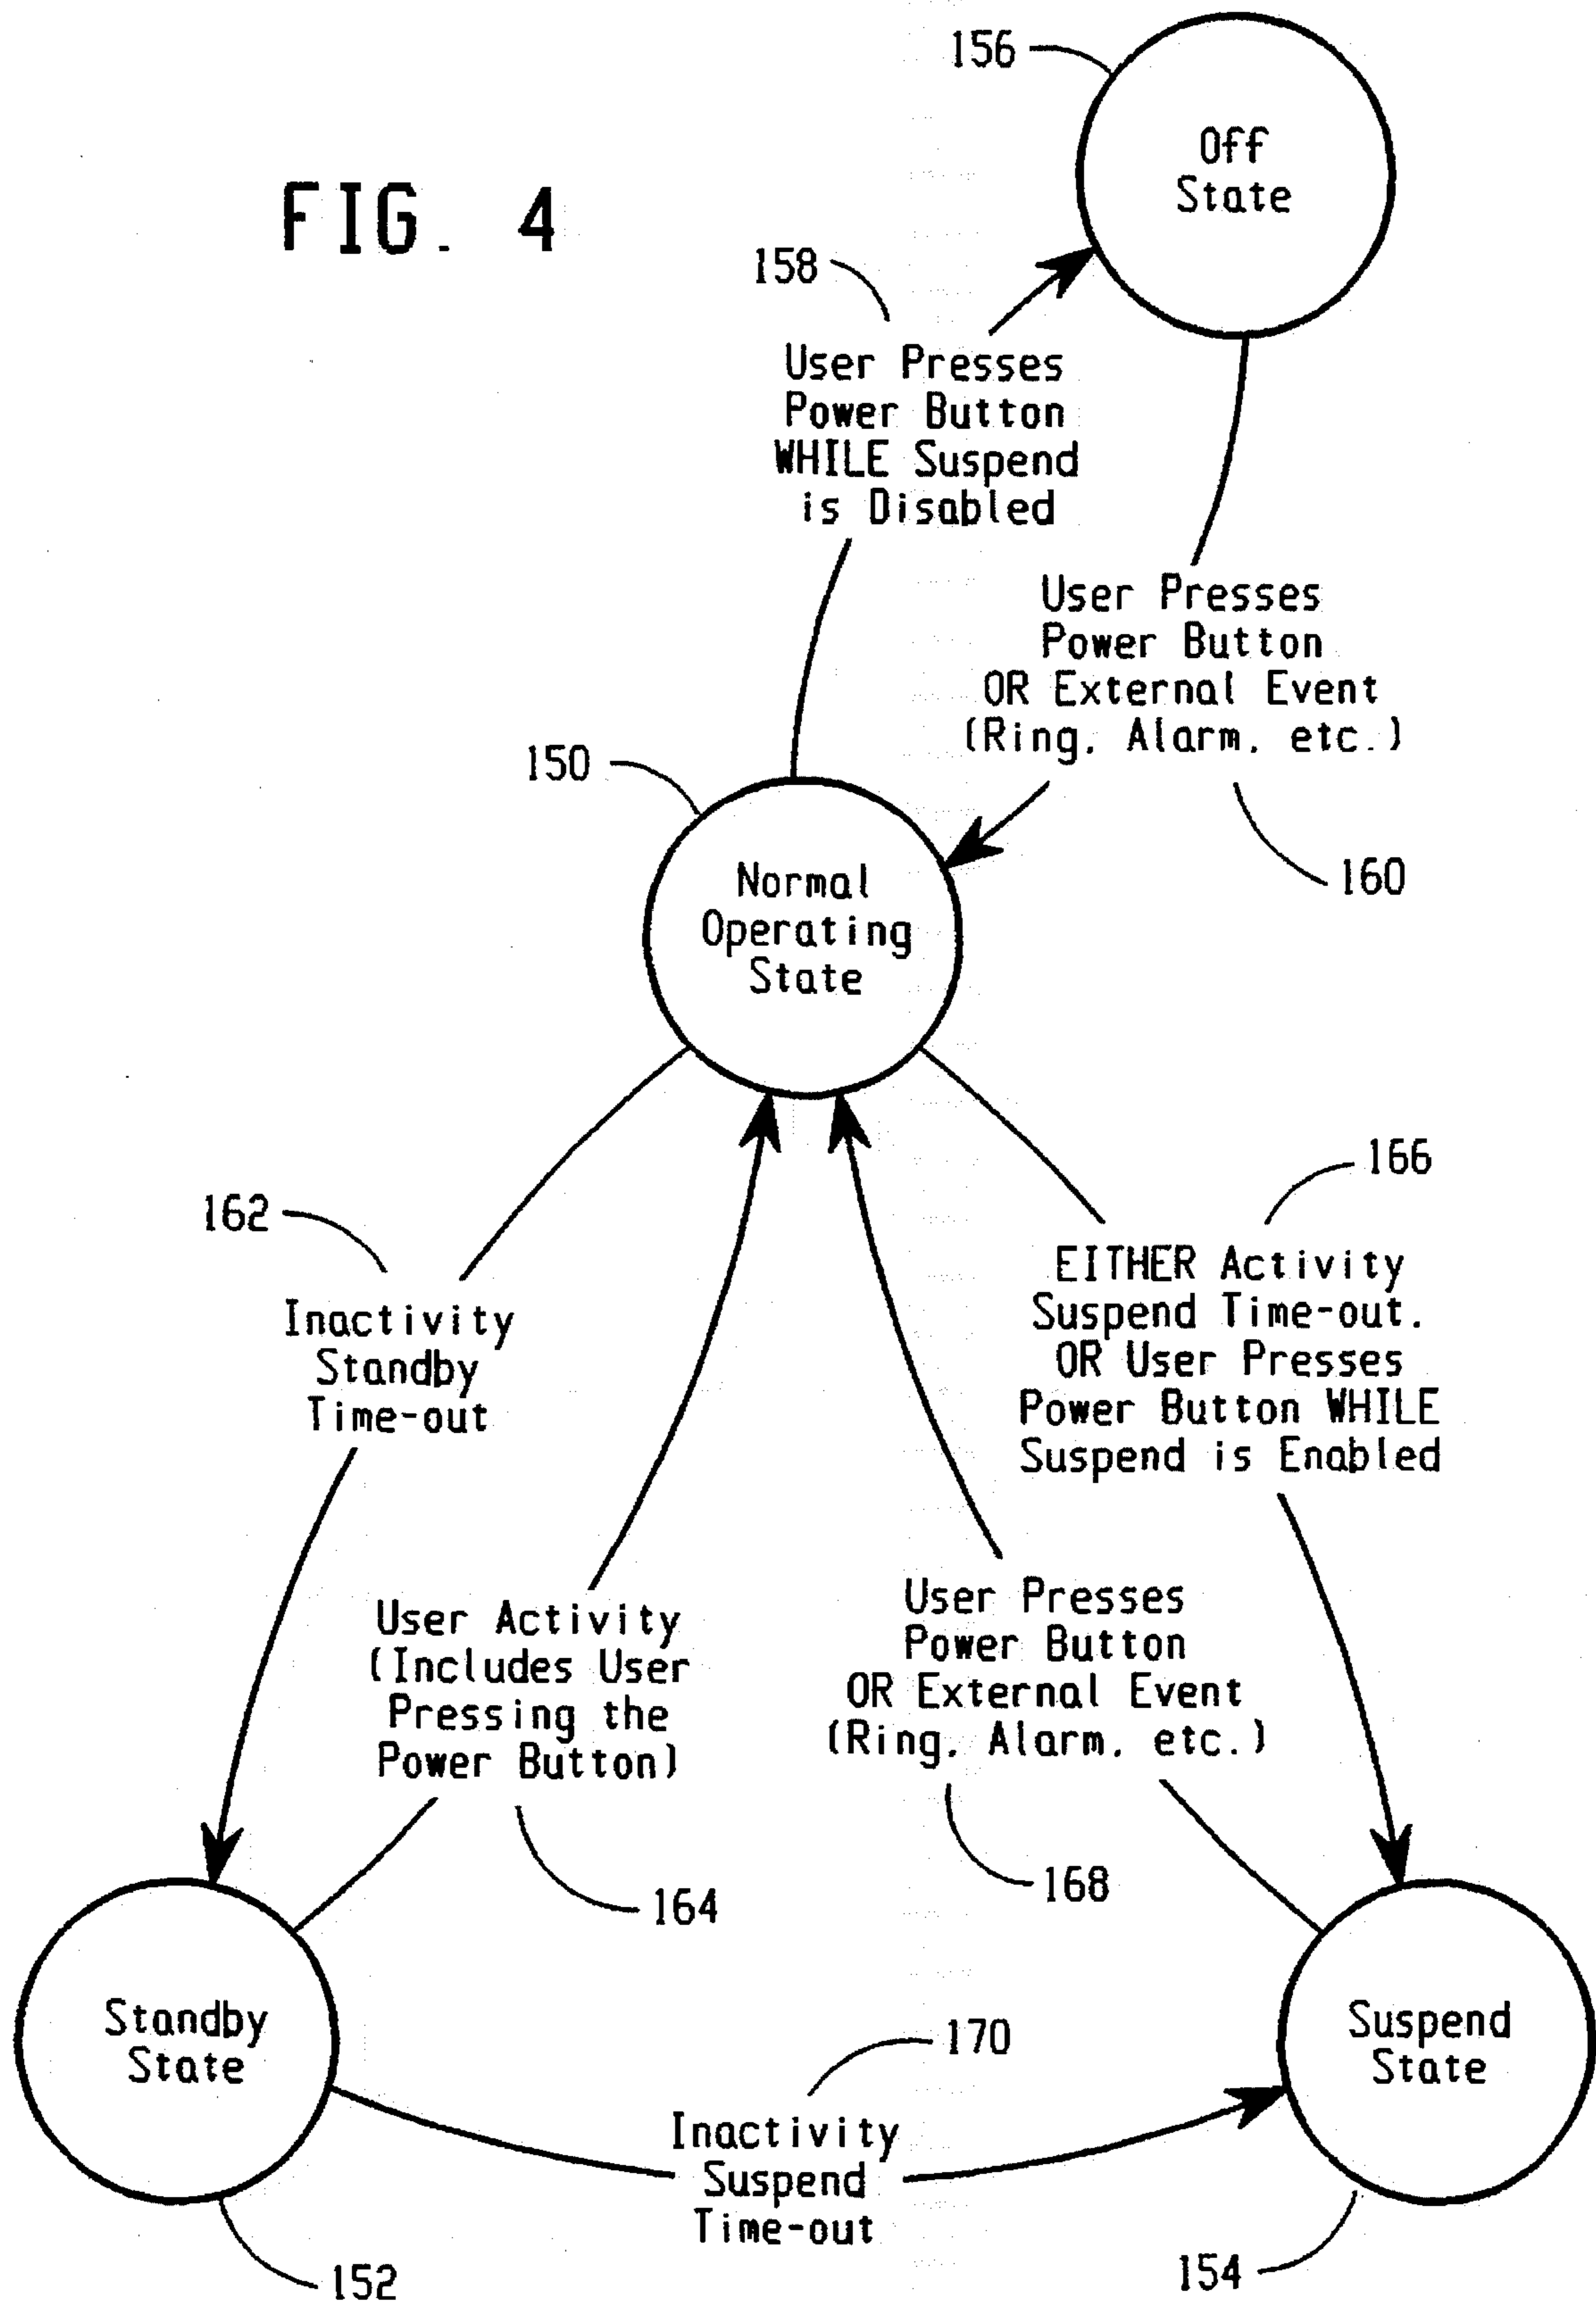 156
Off
State
FIG. 4
158
User Presses
Power Button
WHILE Suspend
is Disabled
User Presses
Power Button
OR External Event
(Ring, Alarm, etc.)
150
160
Normal
Operating
State
166
162
EITHER Activity
Suspend Time-out.
OR User Presses
Power Button WHILE
Suspend is Enabled
Inactivity
Standby
Time-out
User Activity
(Includes User
Pressing the
Power Button)
User Presses
Power Button
OR External Event
(Ring, Alarm, etc.)
168
164
Standby
State
170
Suspend
State
Inactivity
Suspend
Time-out
152
154